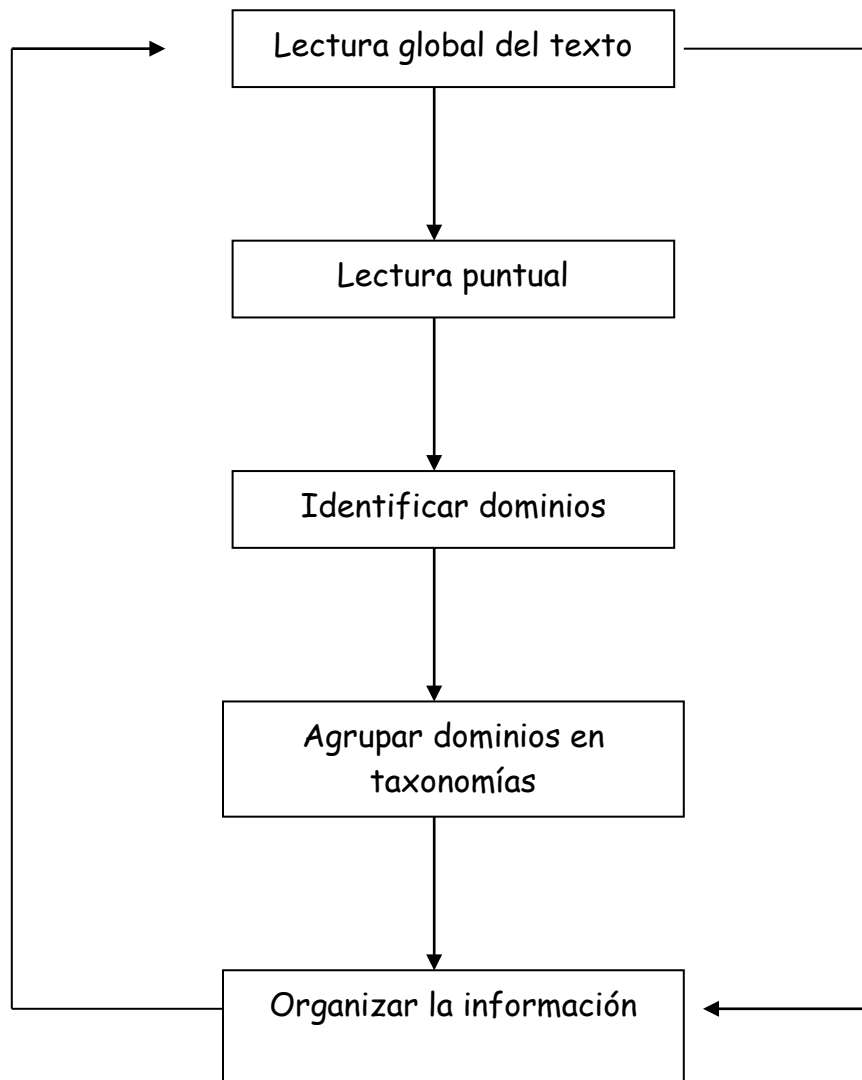 Lectura global del texto
Lectura puntual
Identificar dominios
Agrupar dominios en
taxonomías
Organizar la información